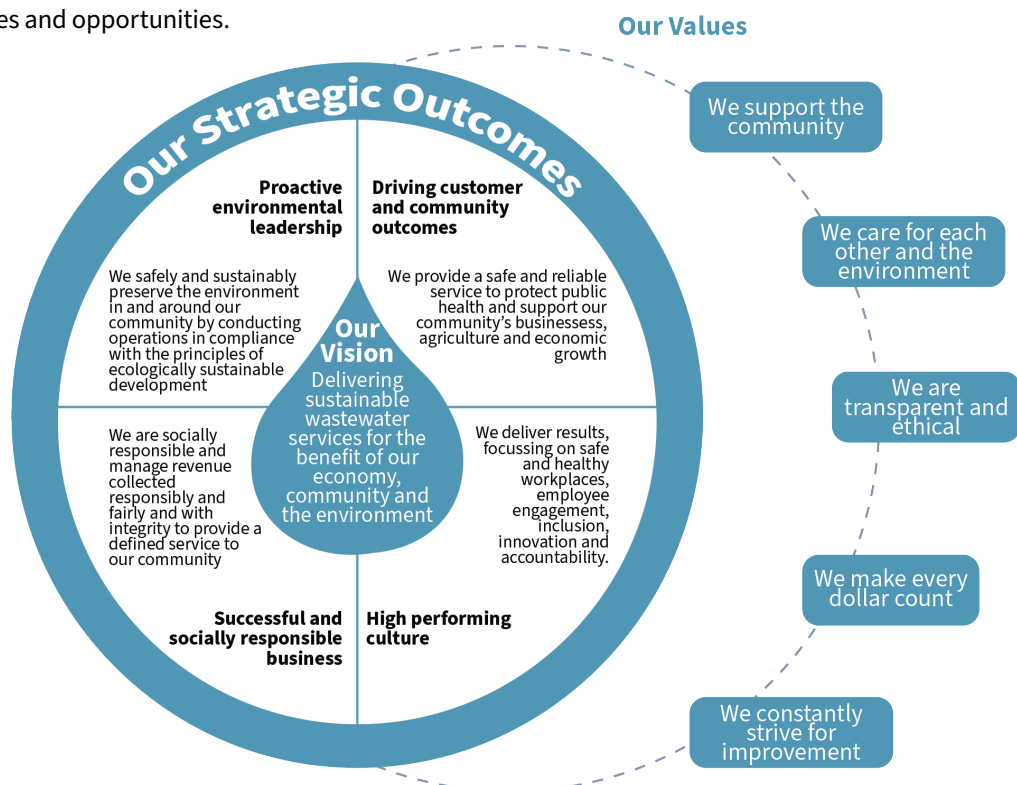 es and opportunities.
Our Values
Our Strategic Outcomes
Proactive
environmental
leadership
We safely and sustainably
preserve the environment
in and around our
community by conducting
operations in compliance
with the principles of
ecologically sustainable
development
Driving customer
and community
outcomes
We provide a safe and reliable
service to protect public
health and support our
community's businessess,
agriculture and economic
growth
Our
Vision
Delivering
sustainable
wastewater
services for the
benefit of our
economy,
community and
the environment
We are socially
responsible and
manage revenue
collected
responsibly and
fairly and with
integrity to provide a
defined service to
our community
Successful and
socially responsible
business
We deliver results,
focussing on safe
and healthy
workplaces,
employee
engagement,
inclusion,
innovation and
accountability.
High performing
culture
We support the
community
We care for each
other and the
environment
We are
transparent and
ethical
We make every
dollar count
We constantly
strive for
improvement